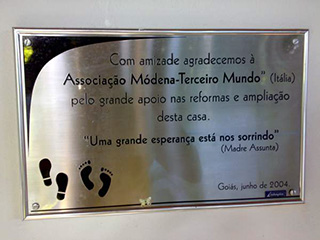 Com amizade agradecemos à
Associação Módena-Terceiro Mundo" (Itália)
pelo grande apoio nas reformas e ampliação
desta casa.
"Uma grande esperança está nos sorrindo"
(Madre Assunta)
Goiás, junho de 2004.